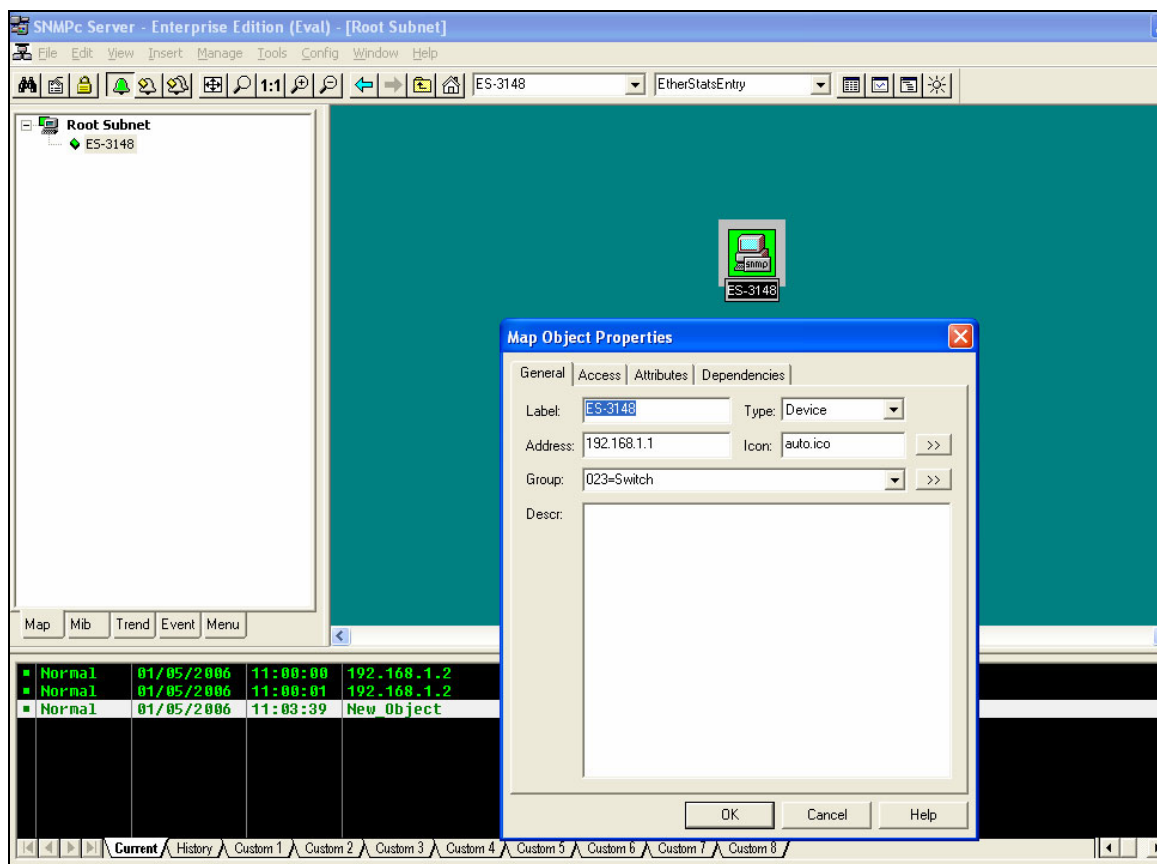 SNMPc Server - Enterprise Edition (Eval) - [Root Subnet]
File Edit View Insert Manage Tools Config Window Help
1:1 ES-3148 EtherStatsEntry
Root Subnet
ES-3148
snmp
ES-3148
Map Object Properties
General Access Attributes Dependencies
Label: ES-3148 Type: Device
Address: 192.168.1.1 Icon: auto.ico >>
Group: 023=Switch >>
Descr:
OK Cancel Help
Map Mib Trend Event Menu
Normal 01/05/2006 11:00:00 192.168.1.2
Normal 01/05/2006 11:00:01 192.168.1.2
Normal 01/05/2006 11:03:39 New_Object
Current History Custom 1 Custom 2 Custom 3 Custom 4 Custom 5 Custom 6 Custom 7 Custom 8